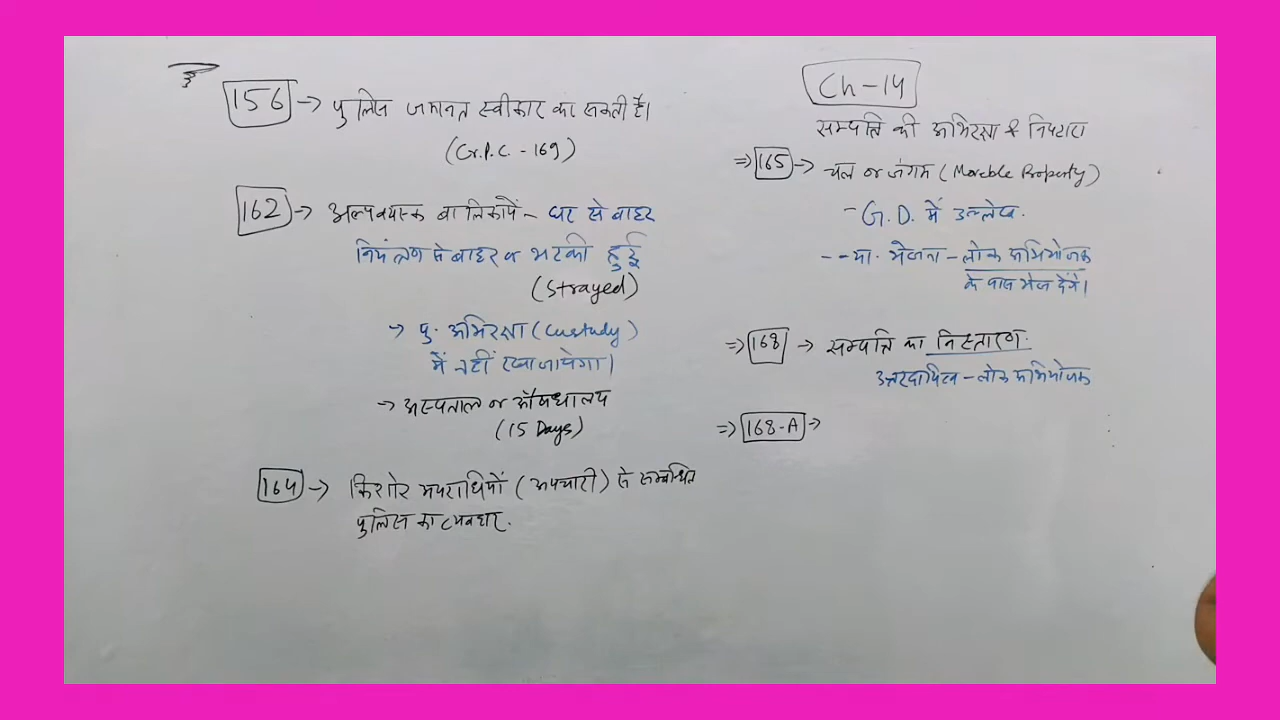 156 → पुलिस जमानत स्वीकार कर सकती है।
(Cr.P.C. - 169)
162 → अल्पवयस्क बालिकायें - घर से बाहर
नियंत्रण से बाहर व भटकी हुई
(Strayed)
→ पु. अभिरक्षा (Custudy)
में नहीं रखा जायेगा।
→ अस्पताल व औषधालय
(15 Days)
164 → किशोर अपराधियों (अपचारी) से सम्बन्धित
पुलिस का व्यवहार.
Ch - 14
सम्पत्ति की अभिरक्षा & निपटारा
⇒ 165 → चल व जंगम (Moveble Property)
- G.D. में उल्लेख.
भेजना - लोक अभियोजक
के पास भेज देंगे।
⇒ 168 → सम्पत्ति का निस्तारण.
उत्तरदायित्व - लोक अभियोजक
⇒ 168-A →